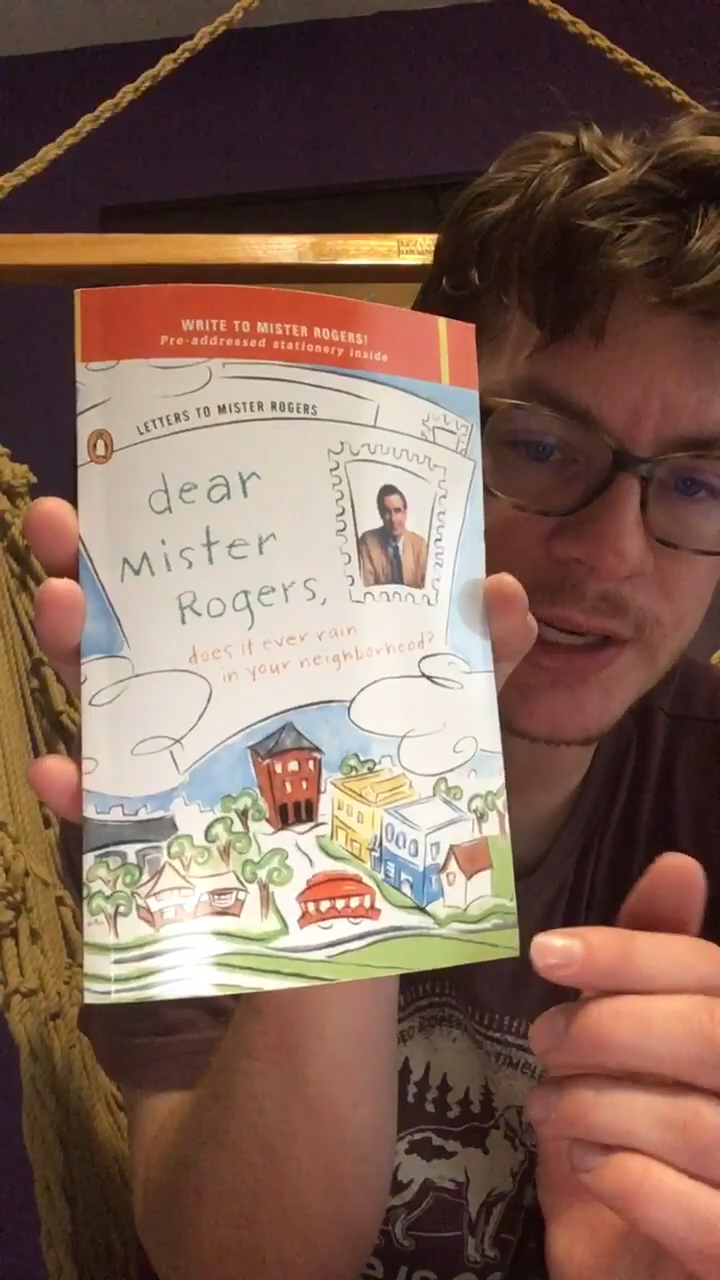 WRITE TO MISTER ROGERS!
Pre-addressed stationery inside
LETTERS TO MISTER ROGERS
dear
Mister
Rogers,
does it ever rain
in your neighborhood?